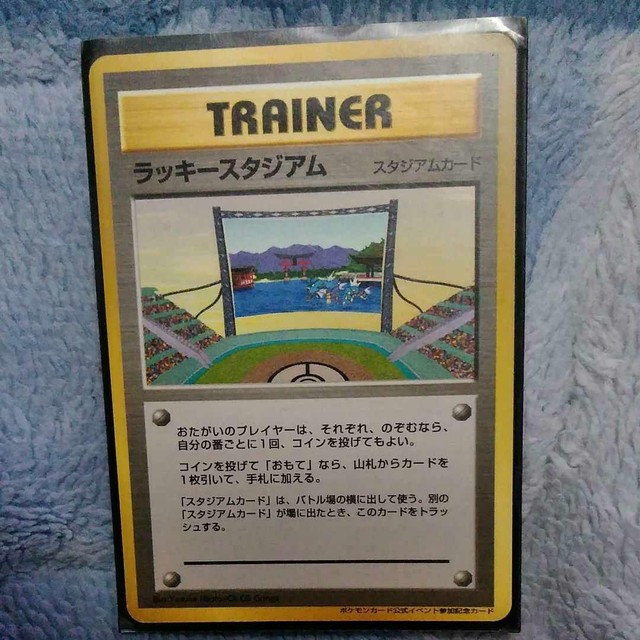 TRAINER
ラッキースタジアム
スタジアムカード
おたがいのプレイヤーは、それぞれ、のぞむなら、
自分の番ごとに1回、コインを投げてもよい。
コインを投げて「おもて」なら、山札からカードを
1枚引いて、手札に加える。
「スタジアムカード」は、バトル場の横に出して使う。別の
「スタジアムカード」が場に出たとき、このカードをトラッ
シュする。
ポケモンカード公式イベント参加記念カード